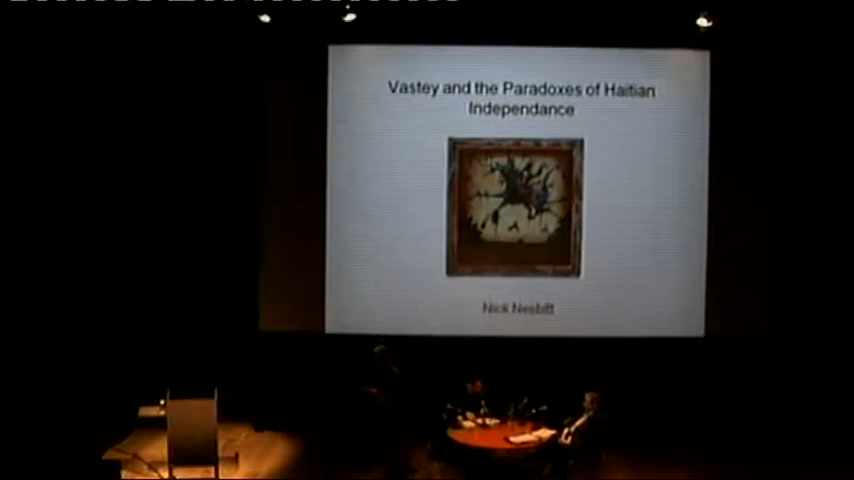 Vastey and the Paradoxes of Haitian
Independance
Nick Nesbitt